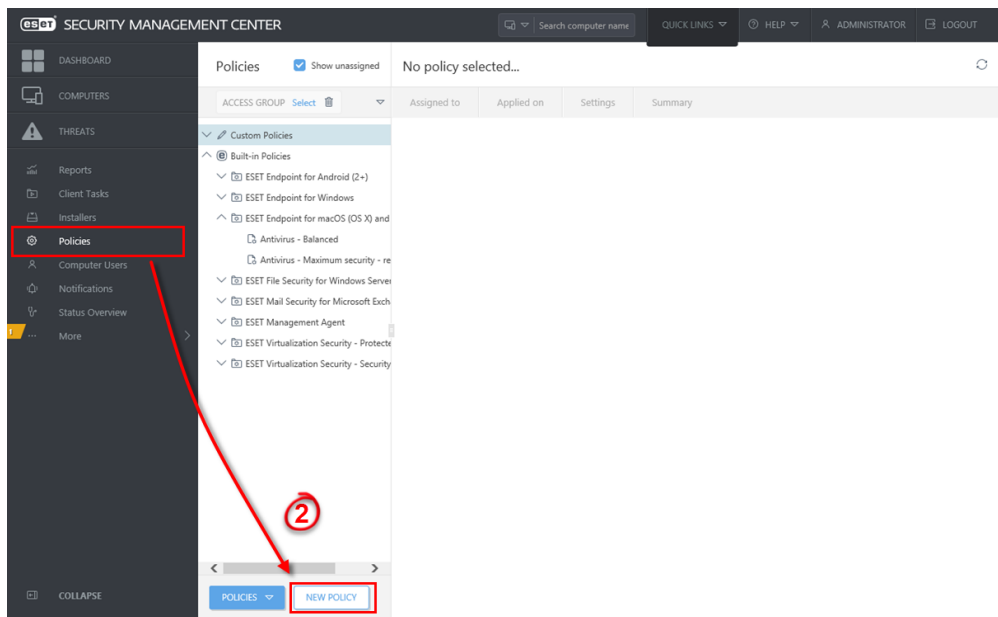 eset SECURITY MANAGEMENT CENTER
Search computer name
QUICK LINKS
HELP
ADMINISTRATOR
LOGOUT
DASHBOARD
COMPUTERS
THREATS
Reports
Client Tasks
Installers
Policies
Computer Users
Notifications
Status Overview
1
More
COLLAPSE
Policies
Show unassigned
ACCESS GROUP Select
Custom Policies
Built-in Policies
ESET Endpoint for Android (2+)
ESET Endpoint for Windows
ESET Endpoint for macOS (OS X) and
Antivirus - Balanced
Antivirus - Maximum security - re
ESET File Security for Windows Server
ESET Mail Security for Microsoft Exch
ESET Management Agent
ESET Virtualization Security - Protecte
ESET Virtualization Security - Security
2
POLICIES
NEW POLICY
No policy selected...
Assigned to
Applied on
Settings
Summary